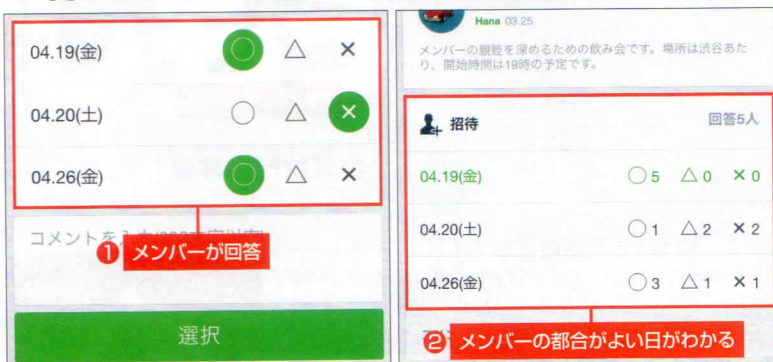 04.19(金) ○ △ ×
04.20(土) ○ △ ×
04.26(金) ○ △ ×
コメントを
❶ メンバーが回答
選択
Hana 03.25
メンバーの親睦を深めるための飲み会です。場所は渋谷あた
り、開始時間は19時の予定です。
招待 回答5人
04.19(金) ○5 △0 ×0
04.20(土) ○1 △2 ×2
04.26(金) ○3 △1 ×1
❷ メンバーの都合がよい日がわかる